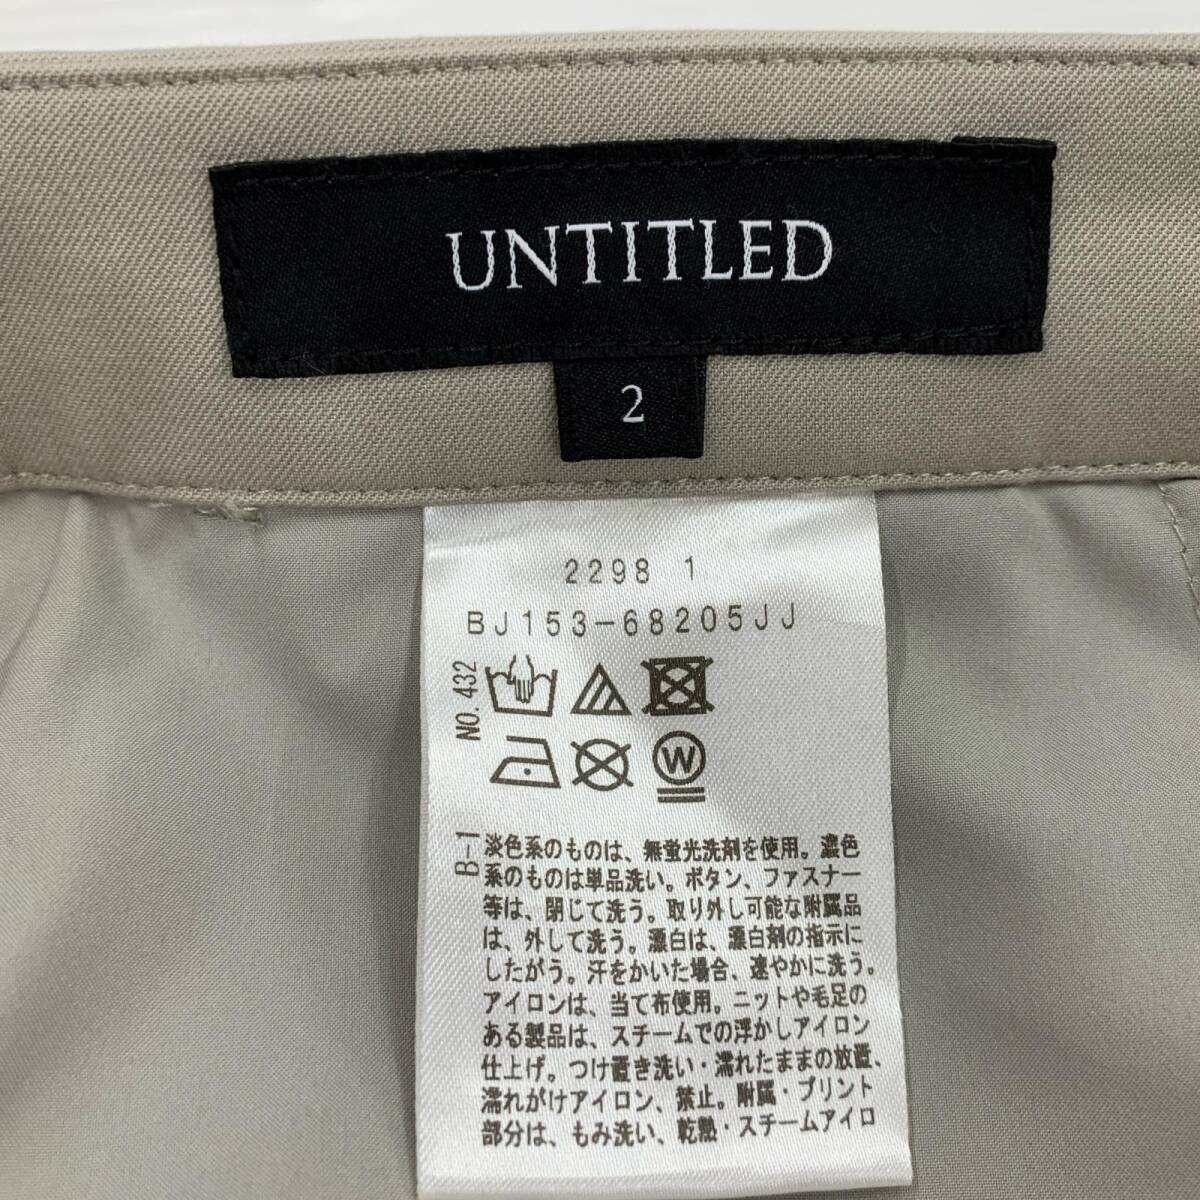 UNTITLED
2
2298 1
BJ153-68205JJ
NO. 432
W
B-1
淡色系のものは、無蛍光洗剤を使用。濃色
系のものは単品洗い。ボタン、ファスナー
等は、閉じて洗う。取り外し可能な附属品
は、外して洗う。漂白は、漂白剤の指示に
したがう。汗をかいた場合、速やかに洗う。
アイロンは、当て布使用。ニットや毛足の
ある製品は、スチームでの浮かしアイロン
仕上げ。つけ置き洗い・濡れたままの放置、
濡れがけアイロン、禁止。附属・プリント
部分は、もみ洗い、乾熱・スチームアイロ